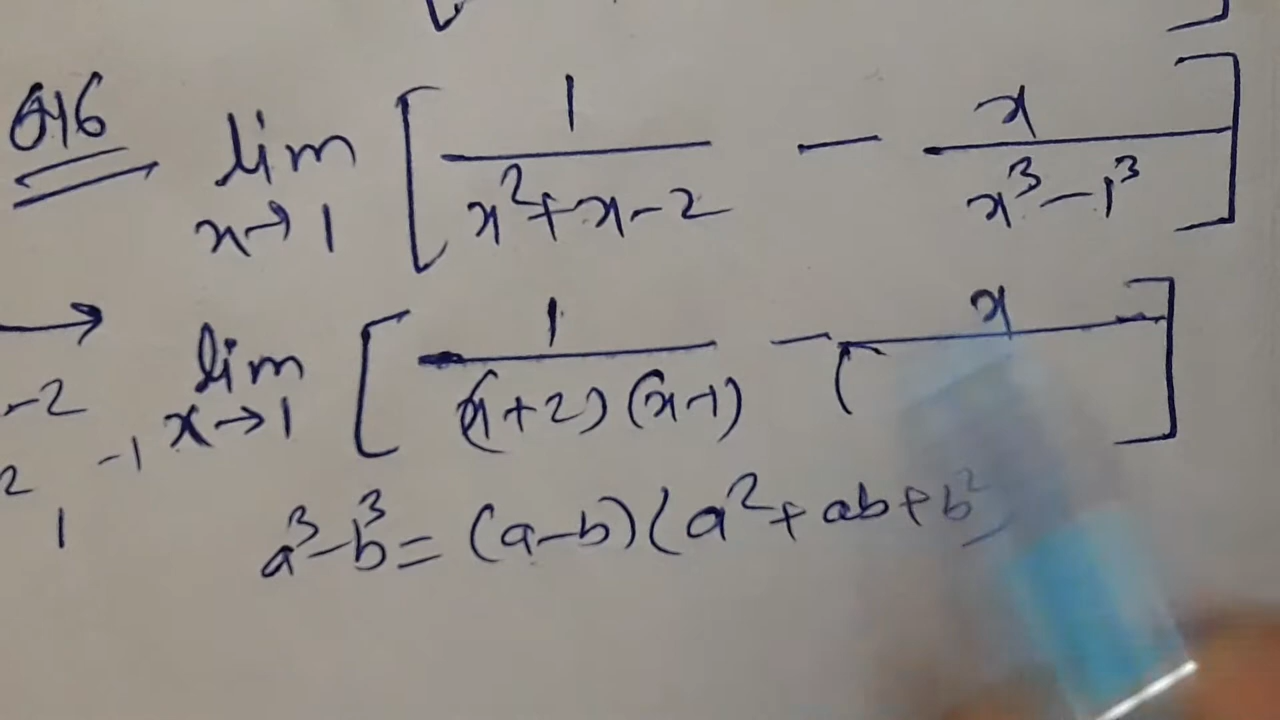 Q16 lim x→1 [ 1/(x²+x-2) - x/(x³-1³) ]
→ lim x→1 [ 1/((x+2)(x-1)) - x/( ]
-2
2 -1
1
a³-b³=(a-b)(a²+ab+b²)